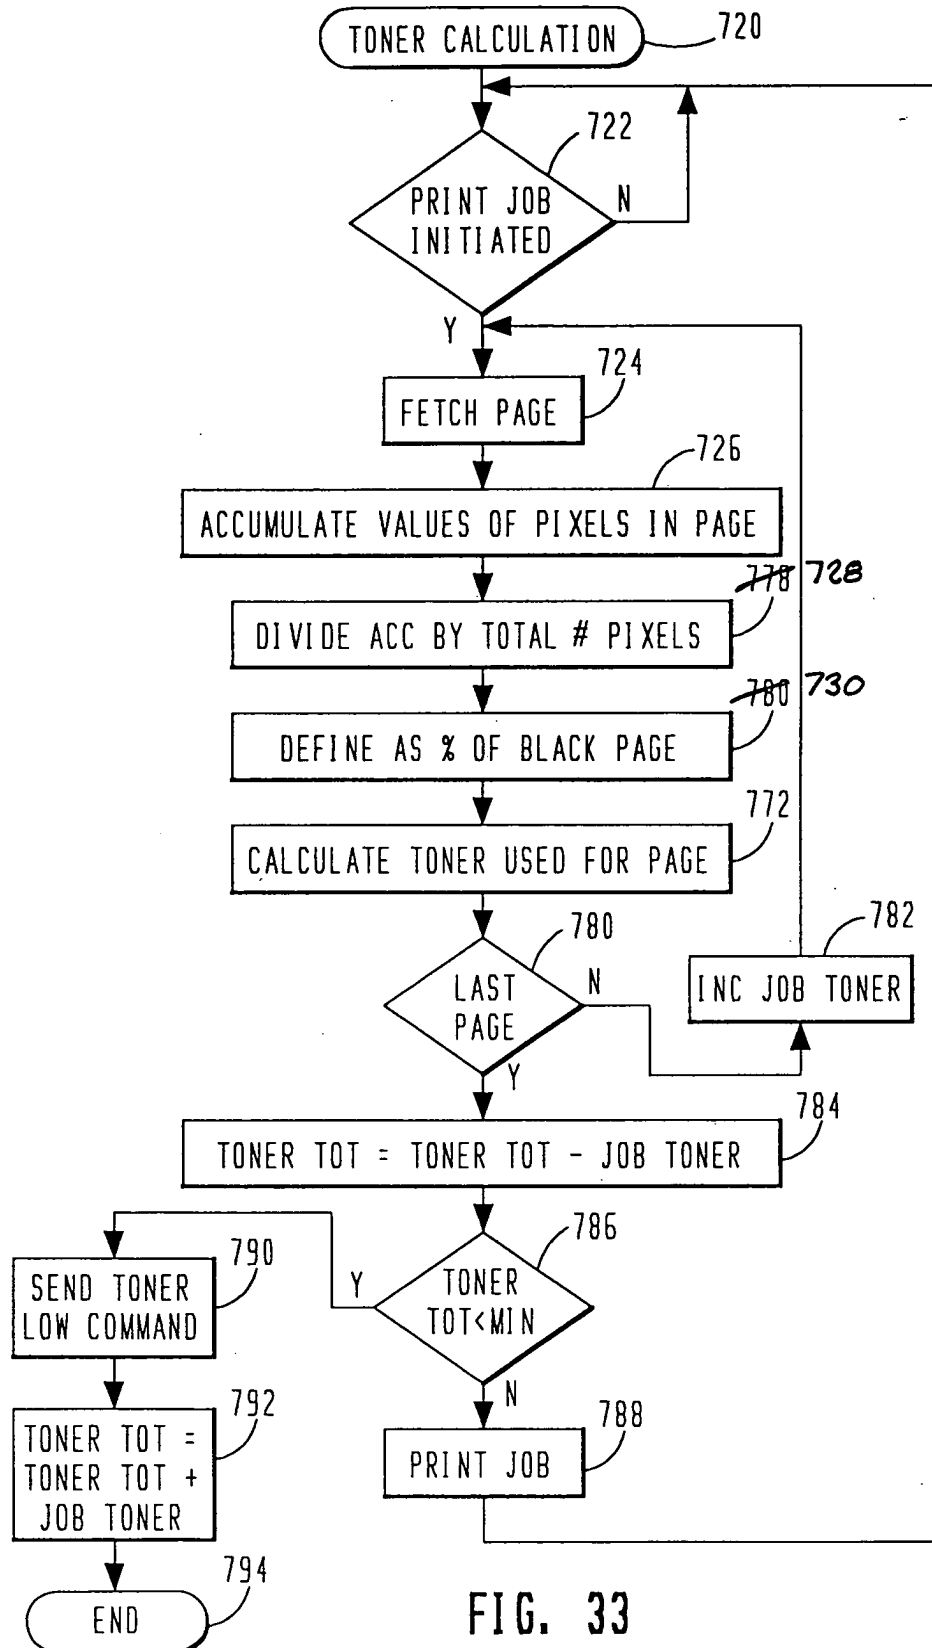 TONER CALCULATION
720
722
PRINT JOB
INITIATED
N
Y
724
FETCH PAGE
726
ACCUMULATE VALUES OF PIXELS IN PAGE
778 728
DIVIDE ACC BY TOTAL # PIXELS
780 730
DEFINE AS % OF BLACK PAGE
772
CALCULATE TONER USED FOR PAGE
780
LAST
PAGE
N
Y
782
INC JOB TONER
784
TONER TOT = TONER TOT - JOB TONER
786
TONER
TOT<MIN
Y
N
790
SEND TONER
LOW COMMAND
792
TONER TOT =
TONER TOT +
JOB TONER
788
PRINT JOB
794
END
FIG. 33